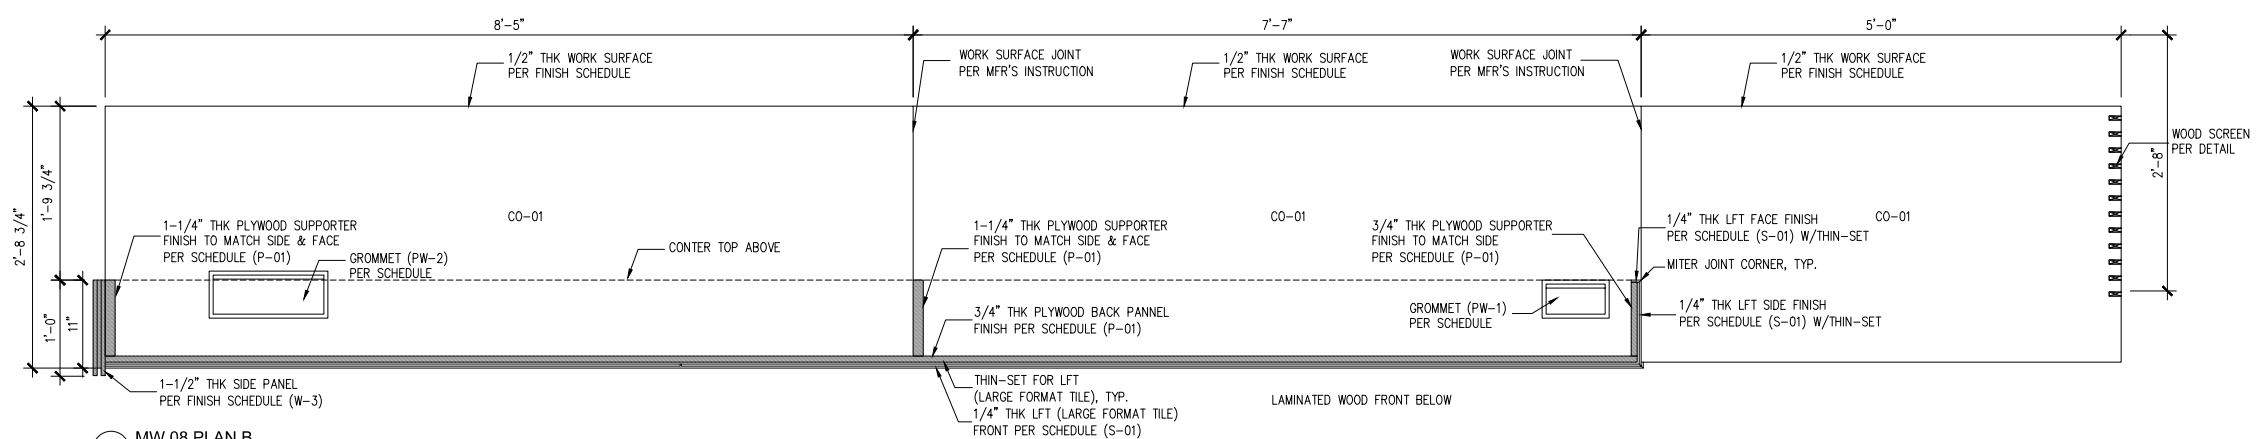 8'-5"
7'-7"
5'-0"
1/2" THK WORK SURFACE
PER FINISH SCHEDULE
WORK SURFACE JOINT
PER MFR'S INSTRUCTION
1/2" THK WORK SURFACE
PER FINISH SCHEDULE
WORK SURFACE JOINT
PER MFR'S INSTRUCTION
1/2" THK WORK SURFACE
PER FINISH SCHEDULE
WOOD SCREEN
PER DETAIL
2'-8"
2'-8 3/4"
1'-9 3/4"
1'-0"
11"
CO-01
CO-01
CO-01
1-1/4" THK PLYWOOD SUPPORTER
FINISH TO MATCH SIDE & FACE
PER SCHEDULE (P-01)
GROMMET (PW-2)
PER SCHEDULE
CONTER TOP ABOVE
1-1/4" THK PLYWOOD SUPPORTER
FINISH TO MATCH SIDE & FACE
PER SCHEDULE (P-01)
3/4" THK PLYWOOD SUPPORTER
FINISH TO MATCH SIDE
PER SCHEDULE (P-01)
1/4" THK LFT FACE FINISH
PER SCHEDULE (S-01) W/THIN-SET
MITER JOINT CORNER, TYP.
3/4" THK PLYWOOD BACK PANNEL
FINISH PER SCHEDULE (P-01)
GROMMET (PW-1)
PER SCHEDULE
1/4" THK LFT SIDE FINISH
PER SCHEDULE (S-01) W/THIN-SET
1-1/2" THK SIDE PANEL
PER FINISH SCHEDULE (W-3)
THIN-SET FOR LFT
(LARGE FORMAT TILE), TYP.
1/4" THK LFT (LARGE FORMAT TILE)
FRONT PER SCHEDULE (S-01)
LAMINATED WOOD FRONT BELOW
MW 08 PLAN B